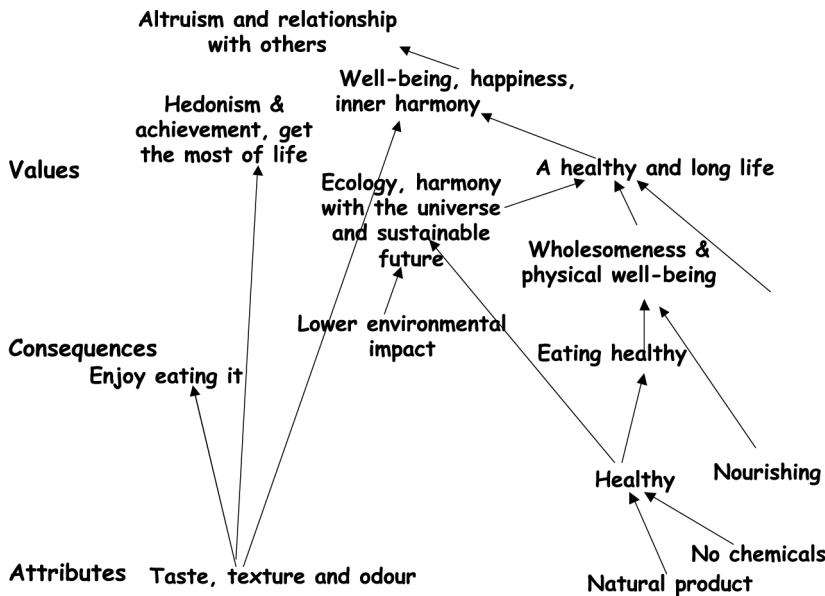 Altruism and relationship
with others
Well-being, happiness,
inner harmony
Hedonism &
achievement, get
the most of life
Values
A healthy and long life
Ecology, harmony
with the universe
and sustainable
future
Wholesomeness &
physical well-being
Lower environmental
impact
Consequences
Enjoy eating it
Eating healthy
Healthy
Nourishing
No chemicals
Attributes
Taste, texture and odour
Natural product